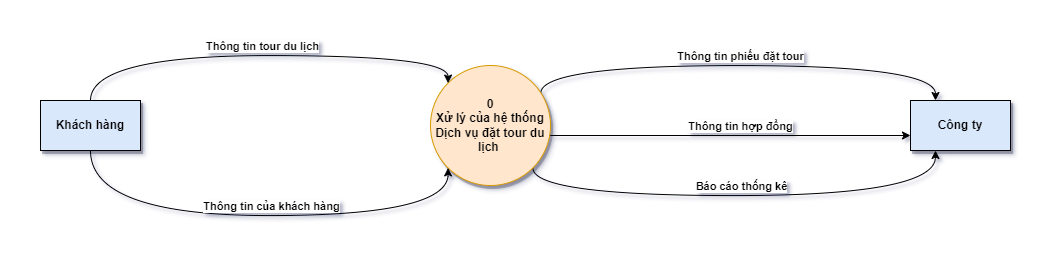 Thông tin tour du lịch
Thông tin phiếu đặt tour
Khách hàng
0
Xử lý của hệ thống
Dịch vụ đặt tour du
lịch
Thông tin hợp đồng
Công ty
Thông tin của khách hàng
Báo cáo thống kê